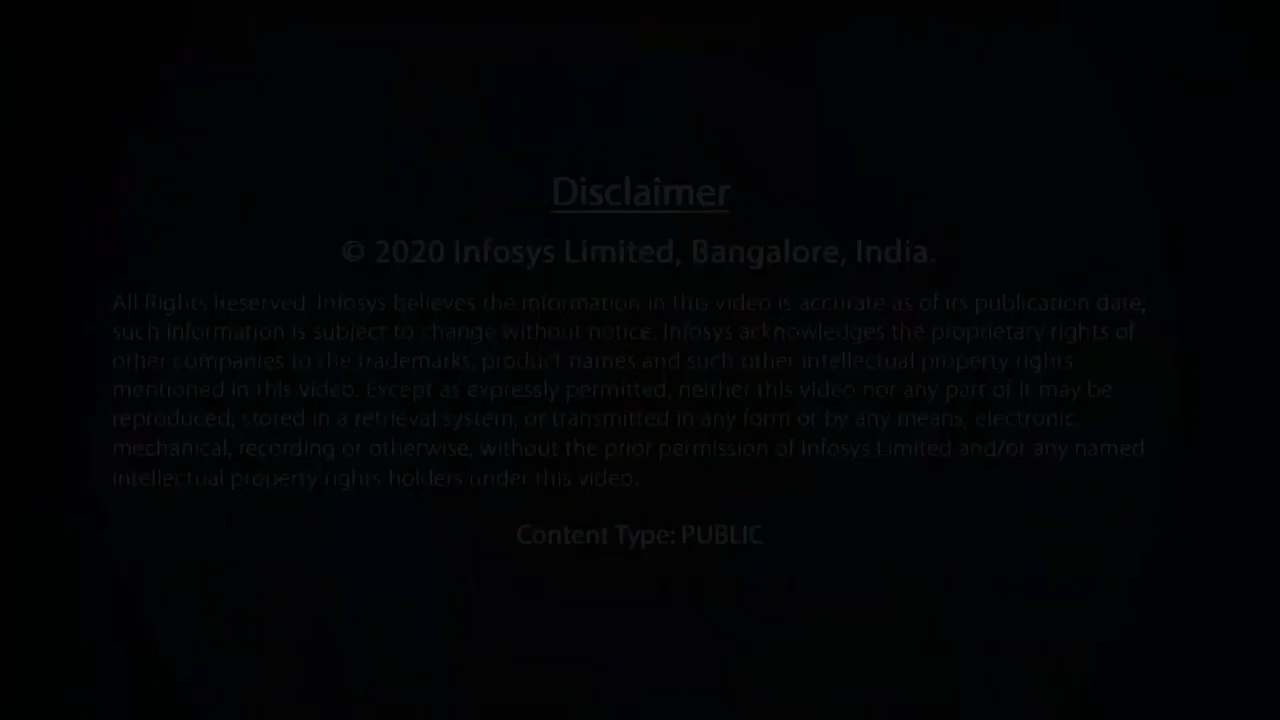 Disclaimer
© 2020 Infosys Limited, Bangalore, India.
All Rights Reserved. Infosys believes the information in this video is accurate as of its publication date;
such information is subject to change without notice. Infosys acknowledges the proprietary rights of
other companies to the trademarks, product names and such other intellectual property rights
mentioned in this video. Except as expressly permitted, neither this video nor any part of it may be
reproduced, stored in a retrieval system, or transmitted in any form or by any means, electronic,
mechanical, recording or otherwise, without the prior permission of Infosys Limited and/or any named
intellectual property rights holders under this video.
Content Type: PUBLIC